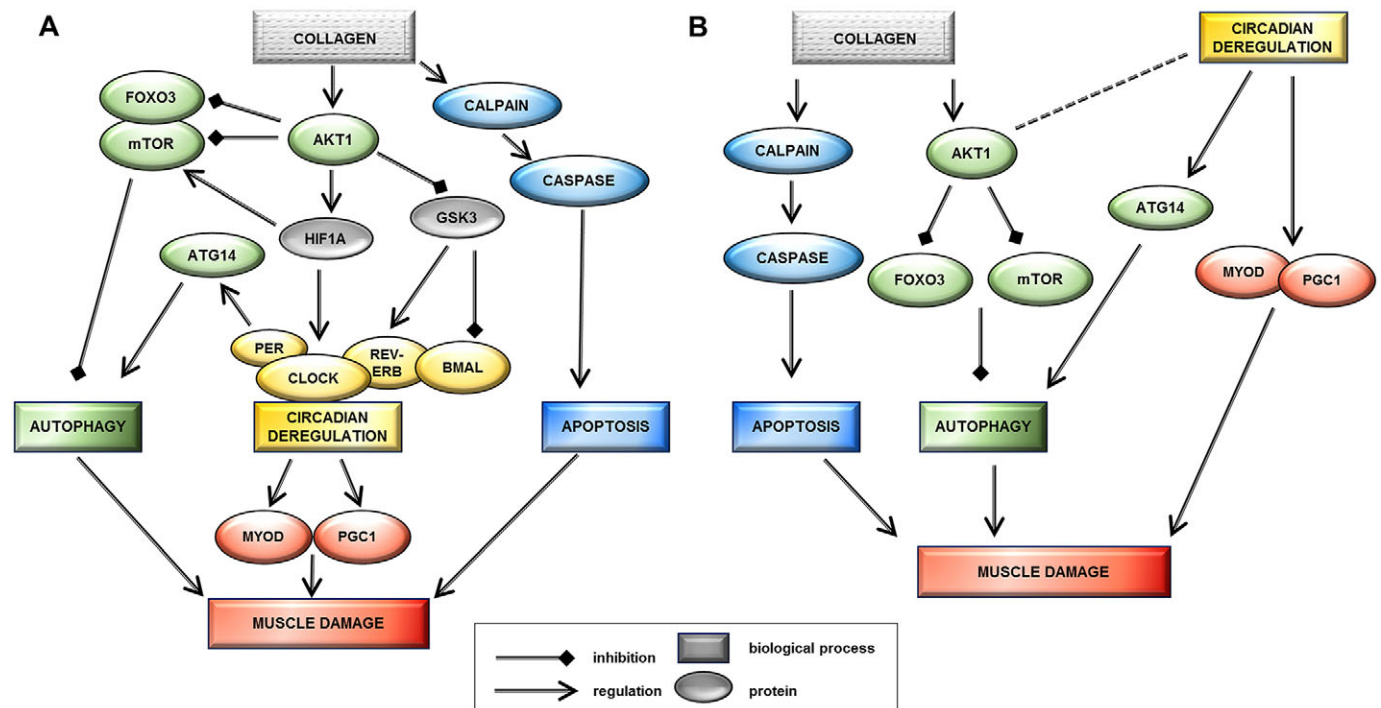 A
COLLAGEN
FOXO3
mTOR
AKT1
CALPAIN
CASPASE
GSK3
HIF1A
ATG14
PER
CLOCK
REV-
ERB
BMAL
AUTOPHAGY
CIRCADIAN
DEREGULATION
APOPTOSIS
MYOD
PGC1
MUSCLE DAMAGE
B
COLLAGEN
CIRCADIAN
DEREGULATION
CALPAIN
AKT1
ATG14
CASPASE
FOXO3
mTOR
MYOD
PGC1
APOPTOSIS
AUTOPHAGY
MUSCLE DAMAGE
inhibition
biological process
regulation
protein